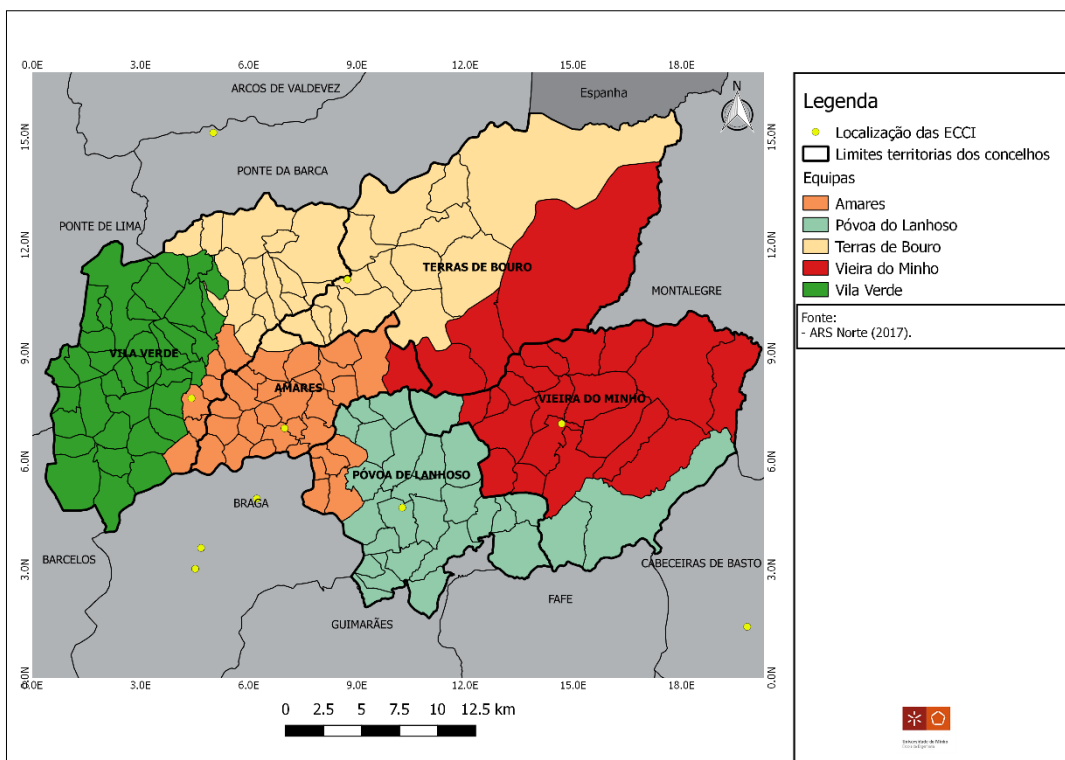 0.0E 3.0E 6.0E 9.0E 12.0E 15.0E 18.0E
ARCOS DE VALDEVEZ
Espanha
N
15.0N
15.0N
PONTE DA BARCA
PONTE DE LIMA
12.0N
12.0N
TERRAS DE BOURO
MONTALEGRE
9.0N
9.0N
VILA VERDE
AMARES
VIEIRA DO MINHO
6.0N
6.0N
PÓVOA DE LANHOSO
BRAGA
BARCELOS
3.0N
3.0N
CABECEIRAS DE BASTO
FAFE
GUIMARÃES
0.0N
0.0N
0.0E 3.0E 6.0E 9.0E 12.0E 15.0E 18.0E
0 2.5 5 7.5 10 12.5 km
Legenda
Localização das ECCI
Limites territorias dos concelhos
Equipas
Amares
Póvoa do Lanhoso
Terras de Bouro
Vieira do Minho
Vila Verde
Fonte:
- ARS Norte (2017).
Universidade do Minho